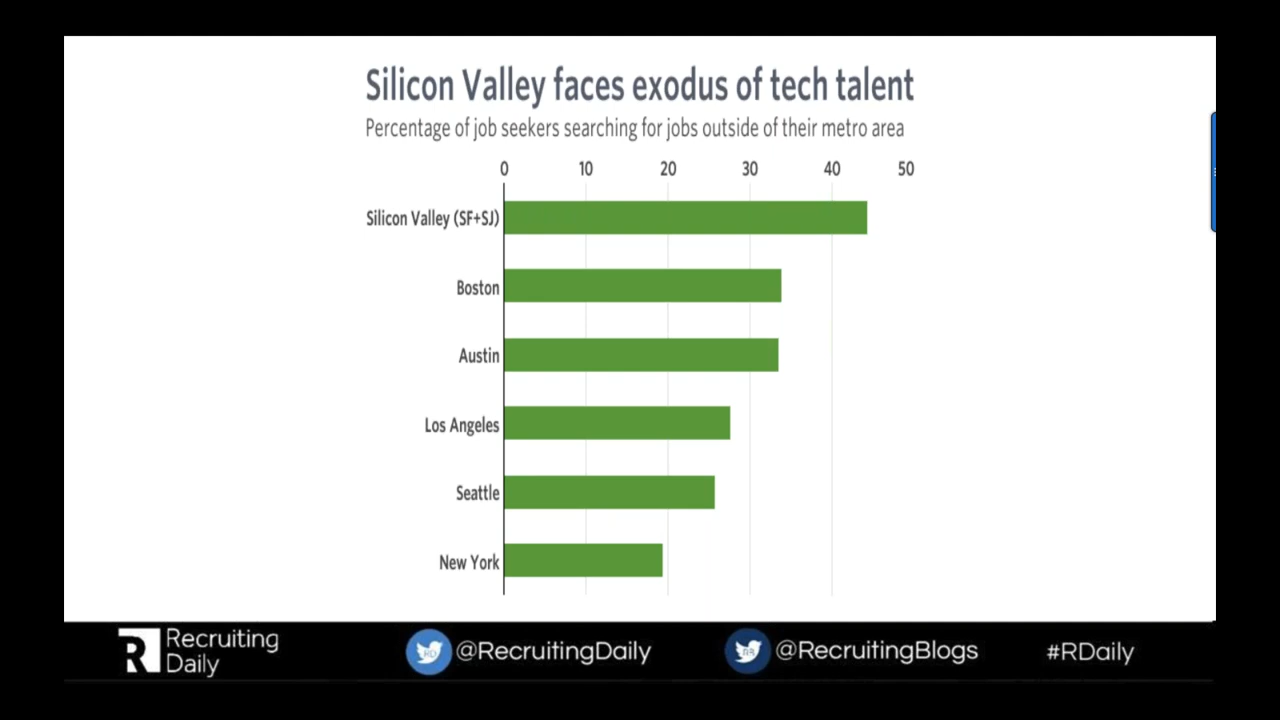 Silicon Valley faces exodus of tech talent
Percentage of job seekers searching for jobs outside of their metro area
0 10 20 30 40 50
Silicon Valley (SF+SJ)
Boston
Austin
Los Angeles
Seattle
New York
R Recruiting
Daily
@RecruitingDaily
@RecruitingBlogs
#RDaily